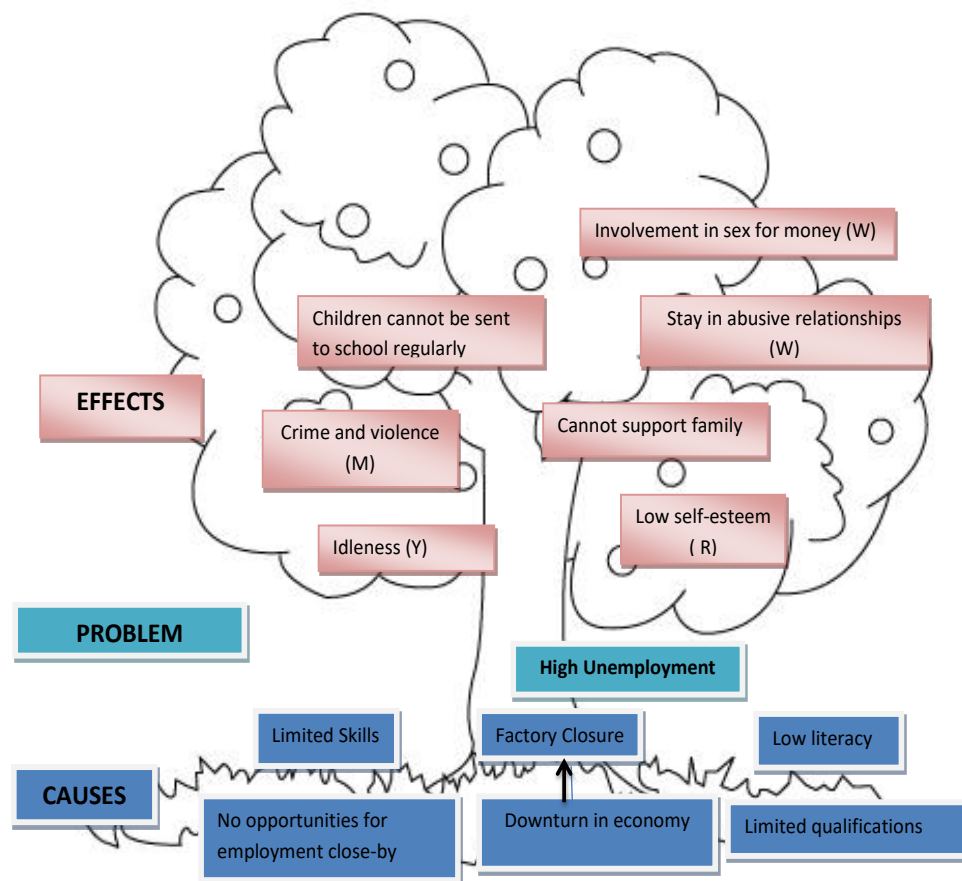 Involvement in sex for money (W)
Children cannot be sent
to school regularly
Stay in abusive relationships
(W)
EFFECTS
Crime and violence
(M)
Cannot support family
Idleness (Y)
Low self-esteem
( R)
PROBLEM
High Unemployment
Limited Skills
Factory Closure
Low literacy
CAUSES
No opportunities for
employment close-by
Downturn in economy
Limited qualifications